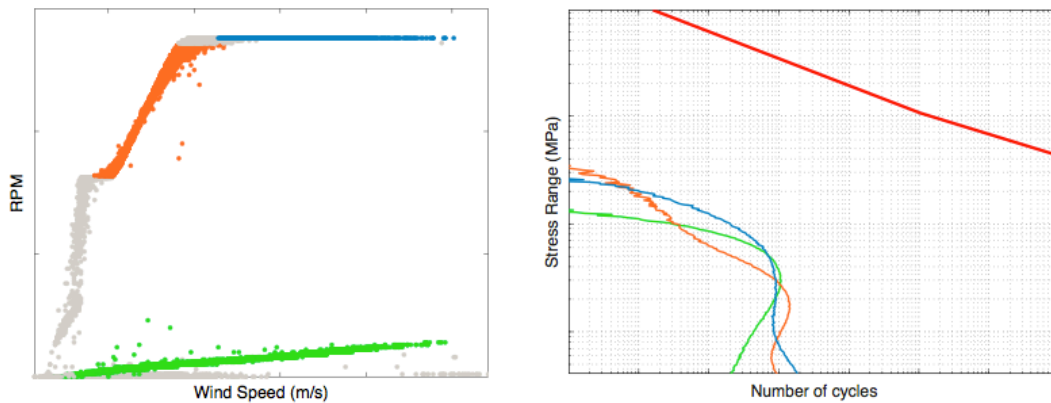 RPM
Wind Speed (m/s)
Stress Range (MPa)
Number of cycles